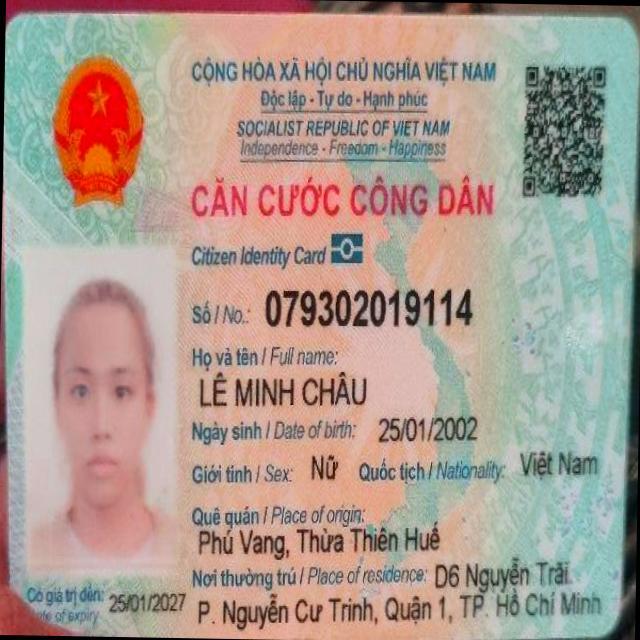 CỘNG HÒA XÃ HỘI CHỦ NGHĨA VIỆT NAM
Độc lập - Tự do - Hạnh phúc
SOCIALIST REPUBLIC OF VIET NAM
Independence - Freedom - Happiness
CĂN CƯỚC CÔNG DÂN
Citizen Identity Card
Số / No.: 079302019114
Họ và tên / Full name:
LÊ MINH CHÂU
Ngày sinh / Date of birth: 25/01/2002
Giới tính / Sex: Nữ Quốc tịch / Nationality: Việt Nam
Quê quán / Place of origin:
Phú Vang, Thừa Thiên Huế
Nơi thường trú / Place of residence: D6 Nguyễn Trãi
P. Nguyễn Cư Trinh, Quận 1, TP. Hồ Chí Minh
Có giá trị đến: 25/01/2027
of expiry